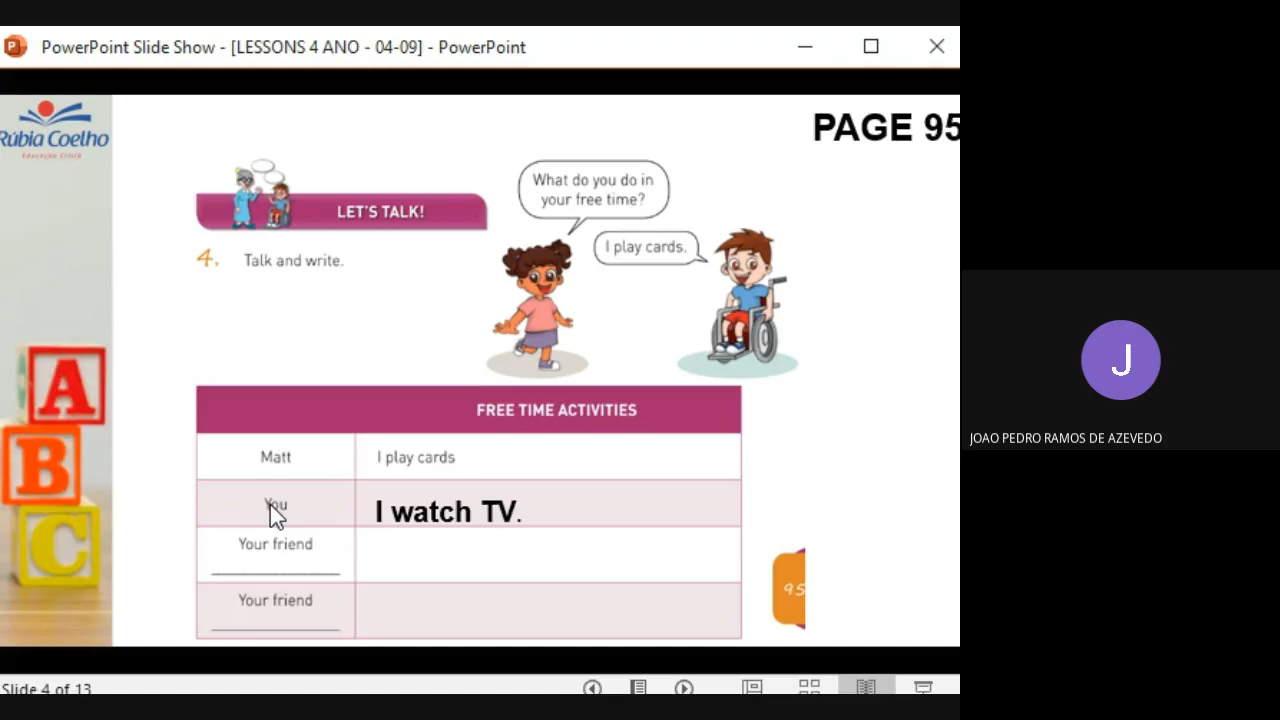 PowerPoint Slide Show - [LESSONS 4 ANO - 04-09] - PowerPoint
Rúbia Coelho
Educação Cristã
PAGE 95
What do you do in
your free time?
LET'S TALK!
I play cards.
4. Talk and write.
A
B
C
FREE TIME ACTIVITIES
Matt I play cards
You I watch TV.
Your friend
Your friend
95
J
JOAO PEDRO RAMOS DE AZEVEDO
Slide 4 of 13